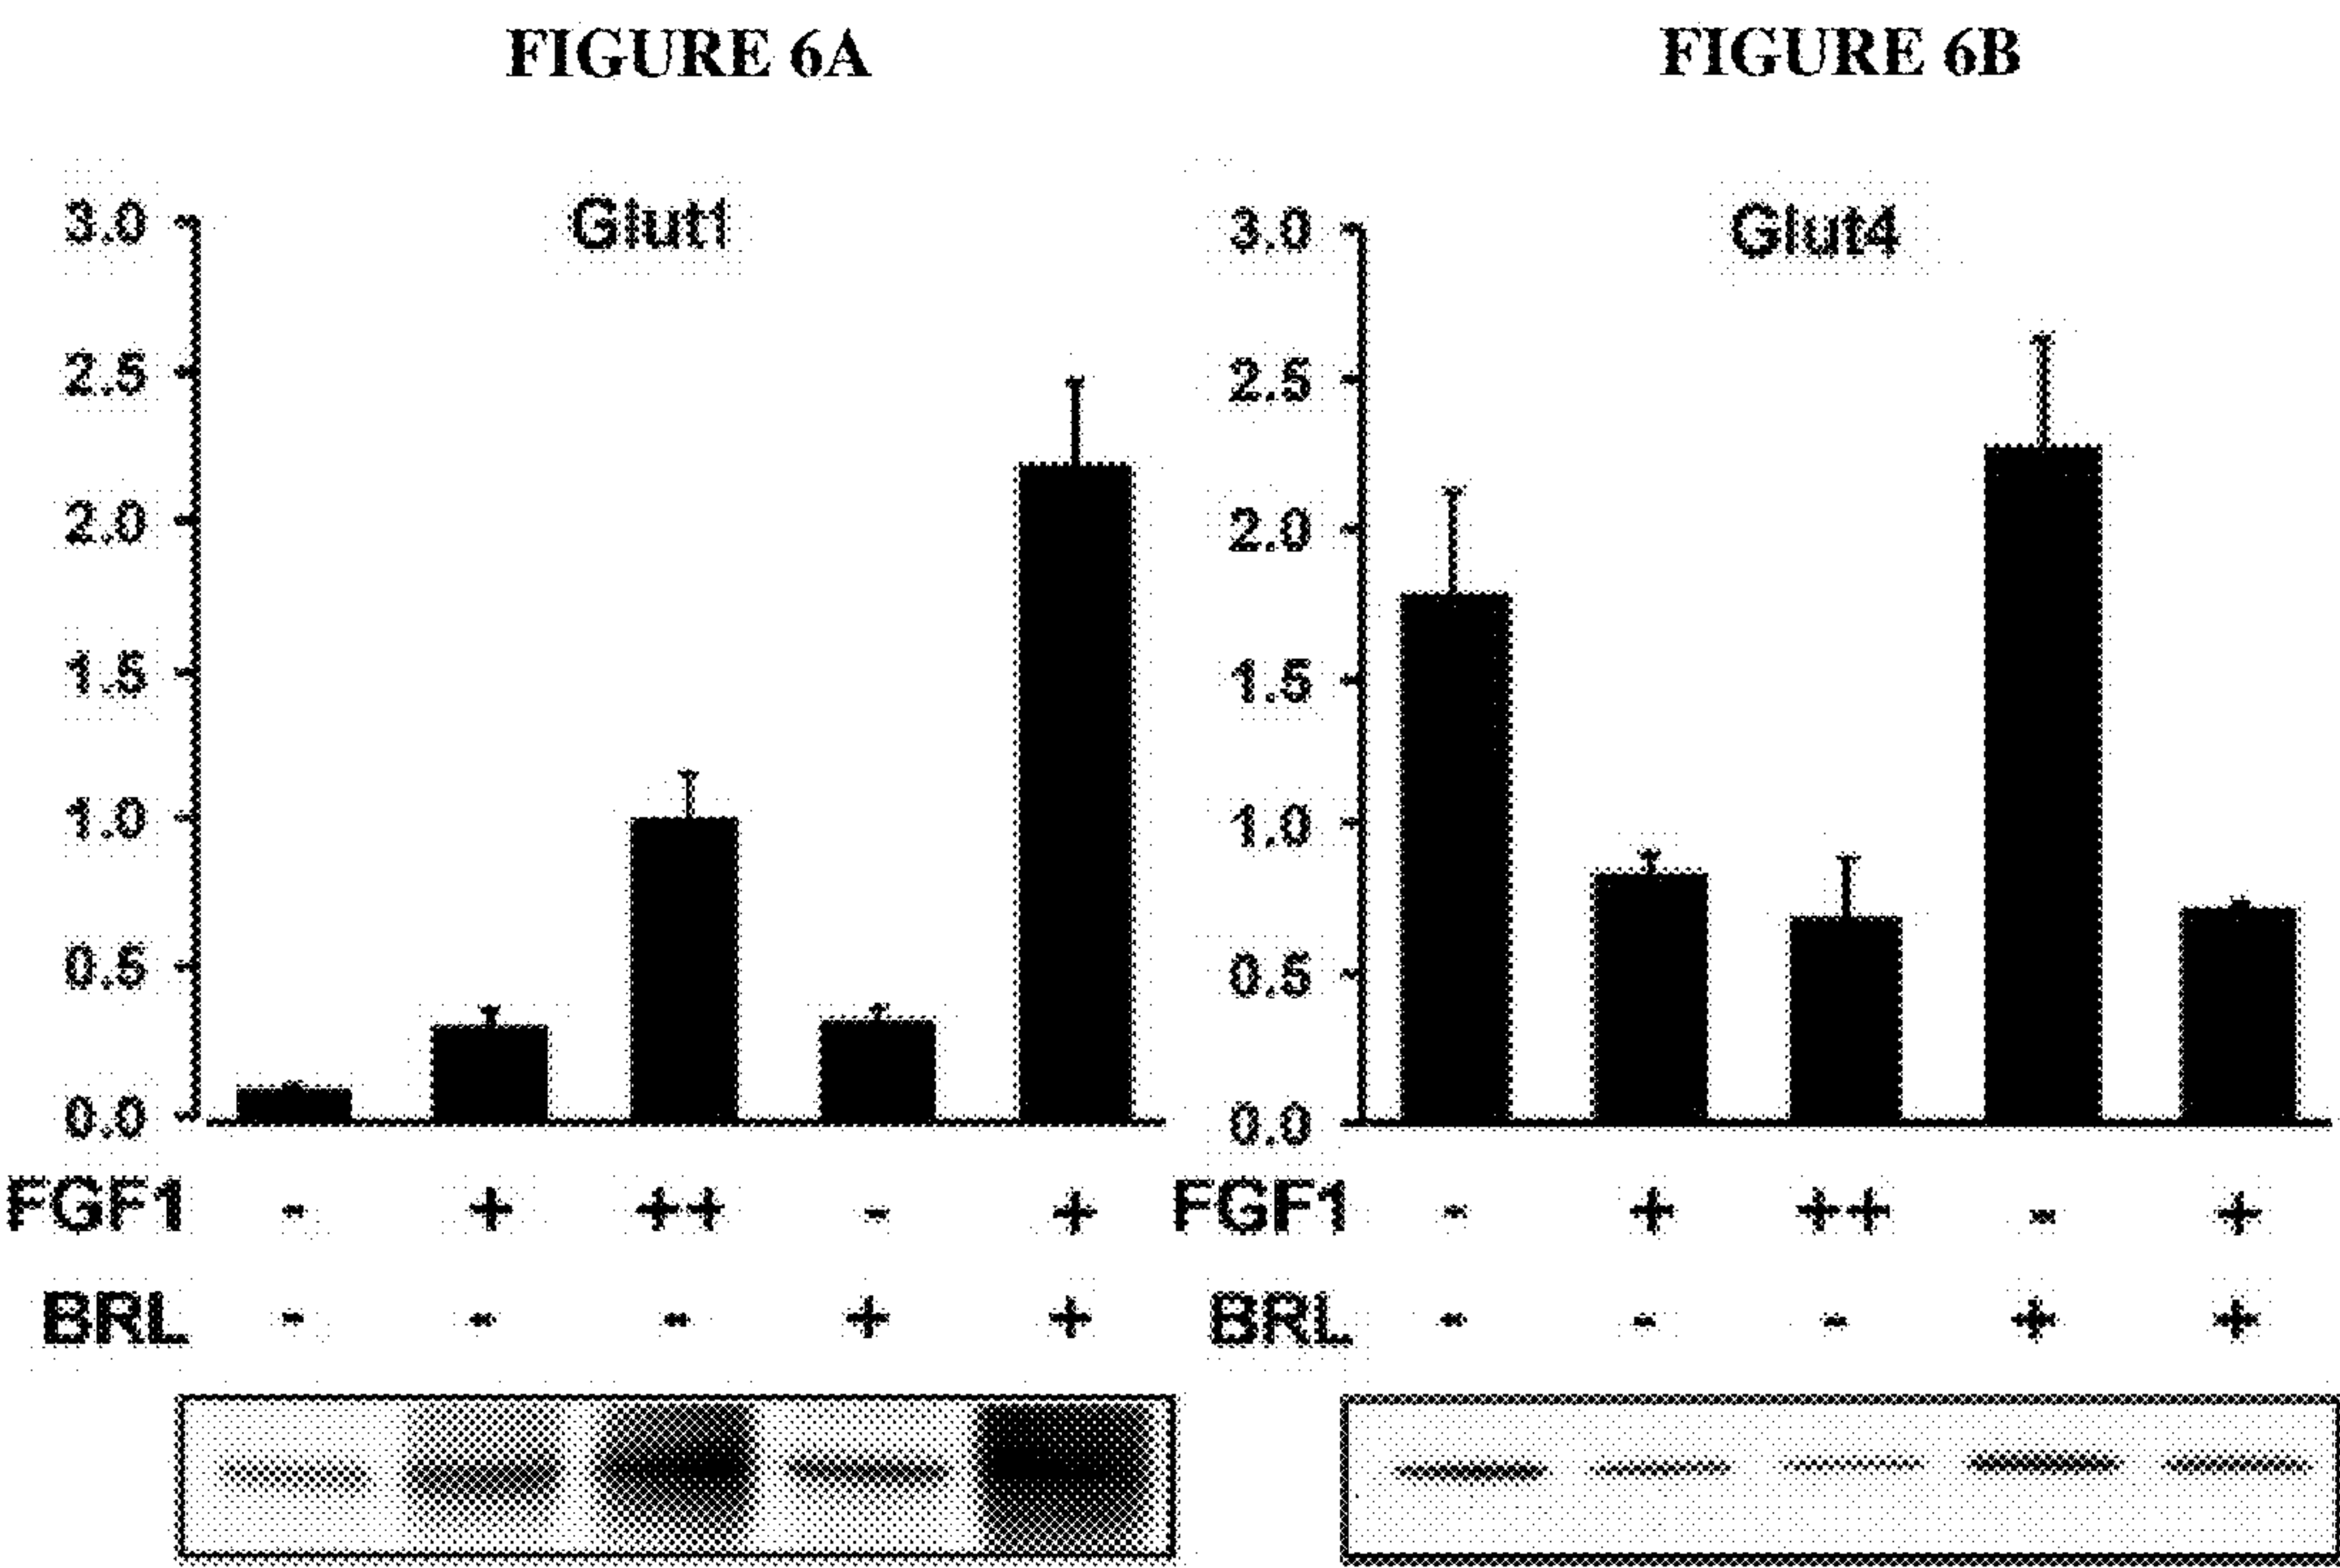 FIGURE 6A
Glut1
3.0
2.5
2.0
1.5
1.0
0.5
0.0
FGF1 - + ++ - +
BRL - - - + +
FIGURE 6B
Glut4
3.0
2.5
2.0
1.5
1.0
0.5
0.0
FGF1 - + ++ - +
BRL - - - + +